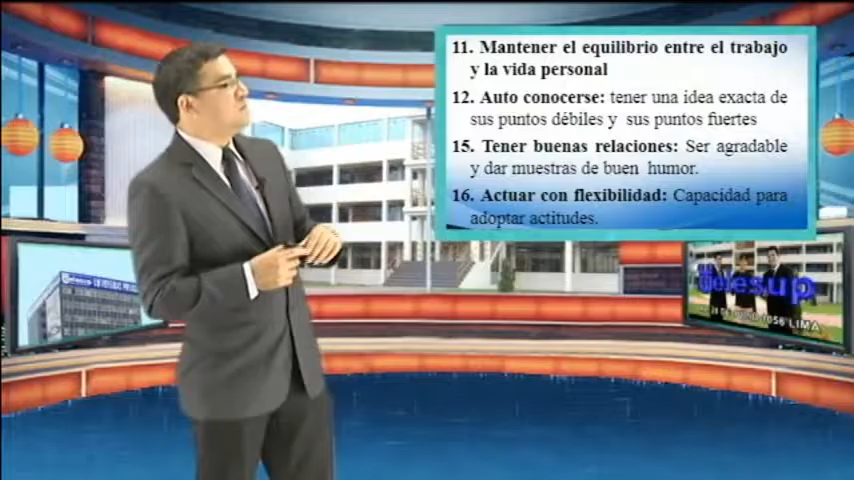 11. Mantener el equilibrio entre el trabajo
y la vida personal
12. Auto conocerse: tener una idea exacta de
sus puntos débiles y sus puntos fuertes
15. Tener buenas relaciones: Ser agradable
y dar muestras de buen humor.
16. Actuar con flexibilidad: Capacidad para
adoptar actitudes.
telesup
LIMA